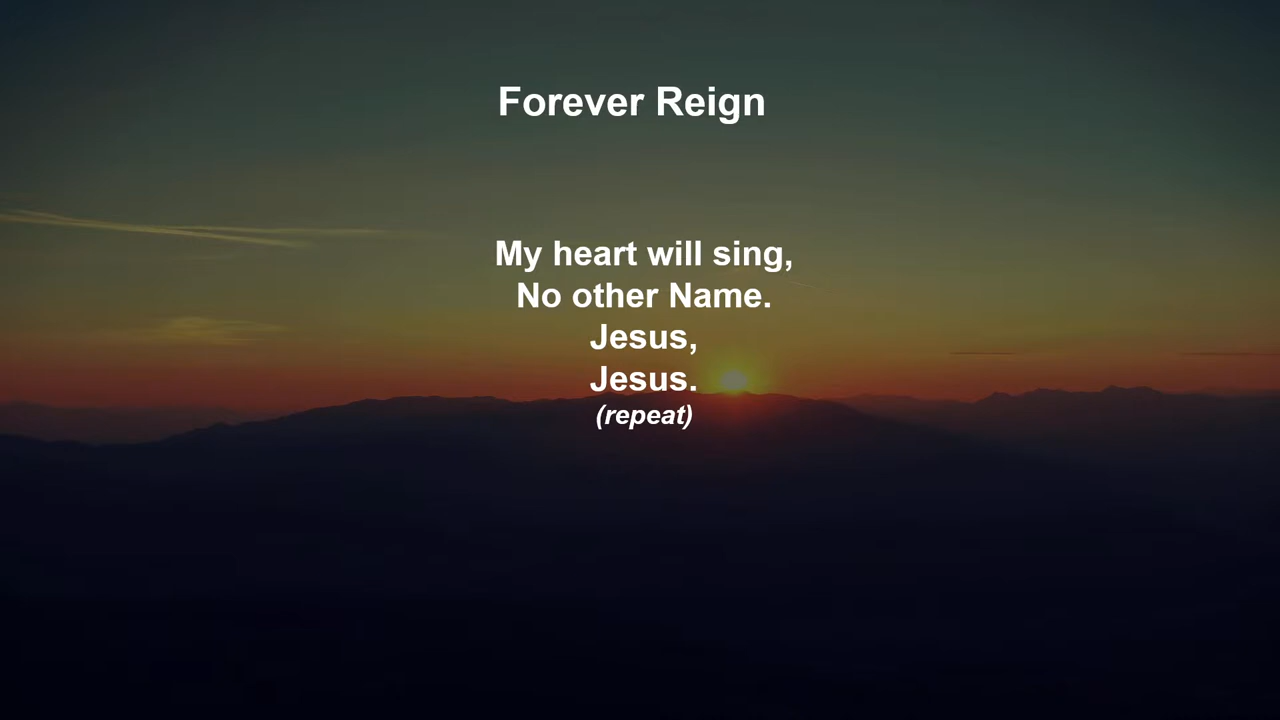 Forever Reign
My heart will sing,
No other Name.
Jesus,
Jesus.
(repeat)